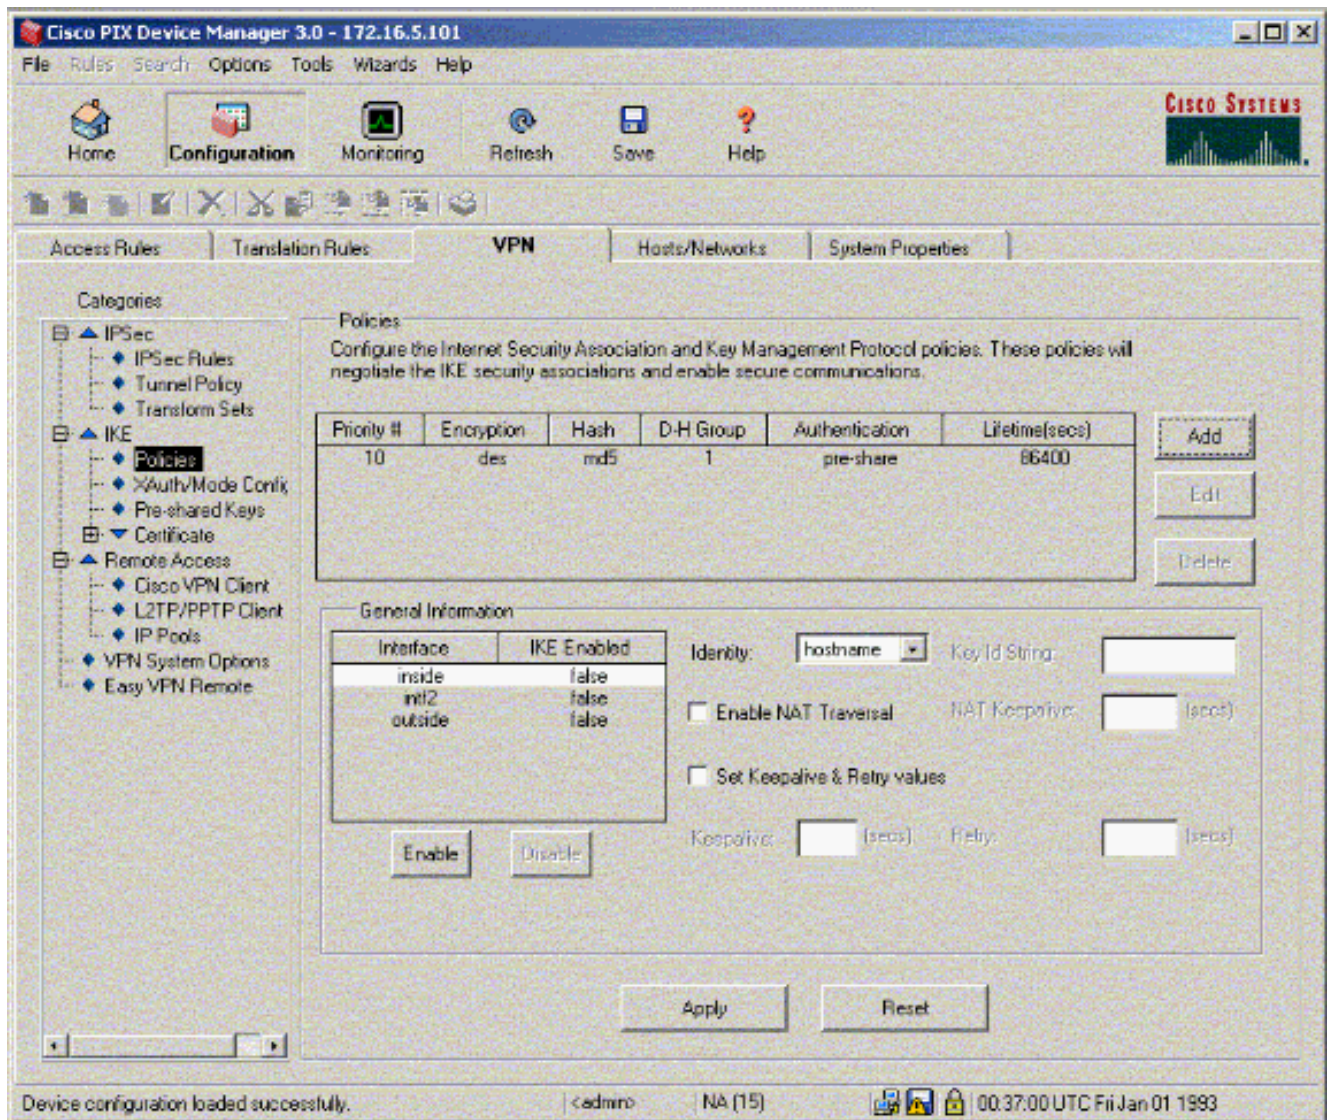 Cisco PIX Device Manager 3.0 - 172.16.5.101
File Rules Search Options Tools Wizards Help
CISCO SYSTEMS
Home Configuration Monitoring Refresh Save Help
Access Rules Translation Rules VPN Hosts/Networks System Properties
Categories
IPSec
IPSec Rules
Tunnel Policy
Transform Sets
IKE
Policies
XAuth/Mode Config
Pre-shared Keys
Certificate
Remote Access
Cisco VPN Client
L2TP/PPTP Client
IP Pools
VPN System Options
Easy VPN Remote
Policies
Configure the Internet Security Association and Key Management Protocol policies. These policies will
negotiate the IKE security associations and enable secure communications.
Priority # Encryption Hash D-H Group Authentication Lifetime(secs)
10 des md5 1 pre-share 86400
Add
Edit
Delete
General Information
Interface IKE Enabled
inside false
intf2 false
outside false
Enable Disable
Identity: hostname Key Id String:
Enable NAT Traversal NAT Keepalive: (secs)
Set Keepalive & Retry values
Keepalive: (secs) Retry: (secs)
Apply Reset
Device configuration loaded successfully. <admin> NA (15) 00:37:00 UTC Fri Jan 01 1993